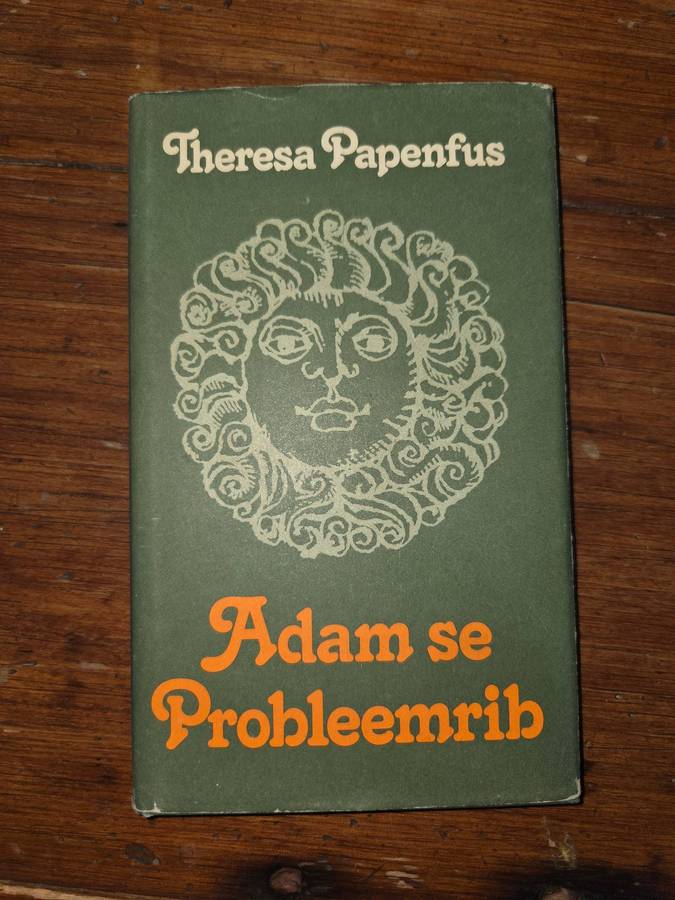 Theresa Papenfus
Adam se
Probleemrib